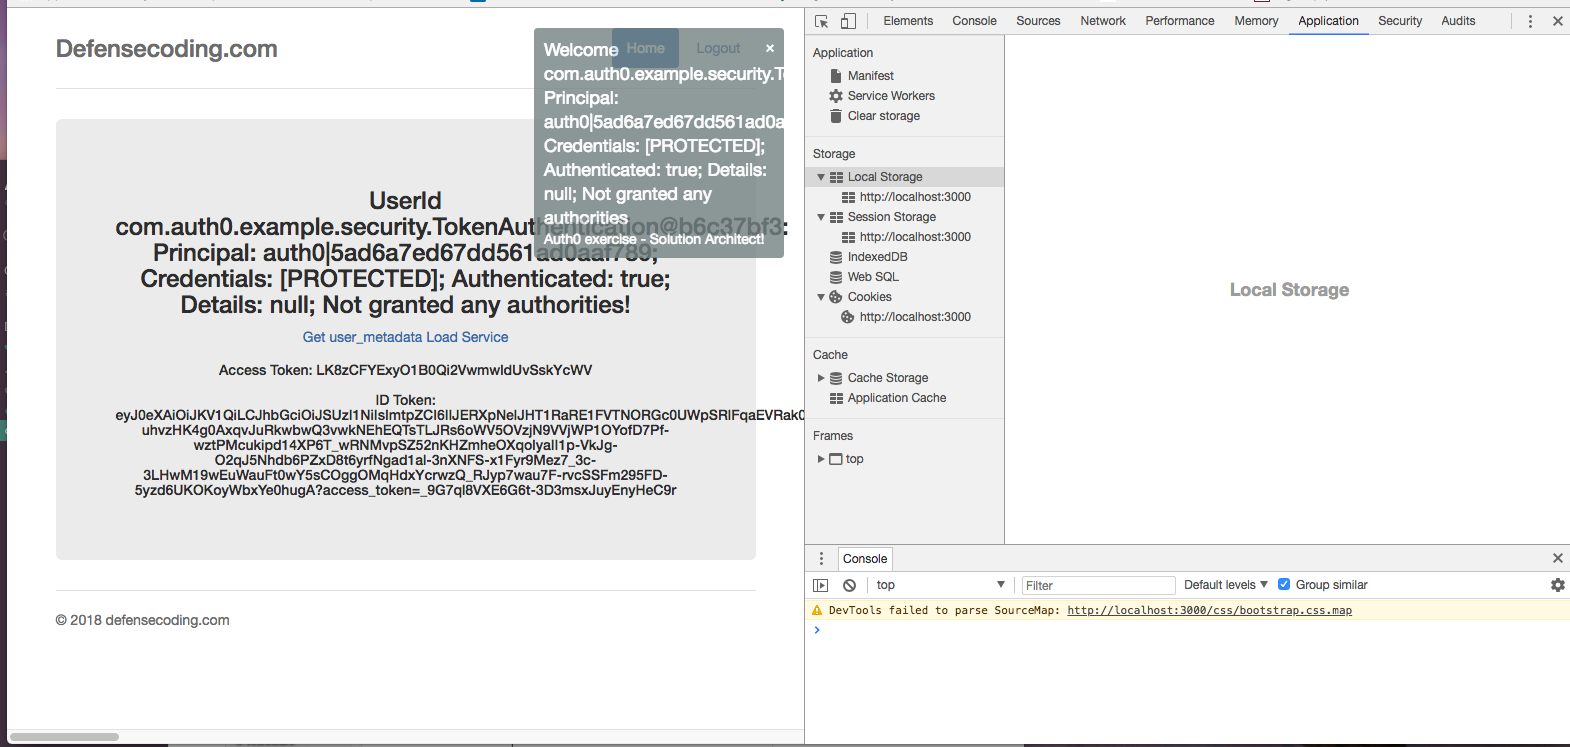 Defensecoding.com
Home
Logout
×
Welcome
com.auth0.example.security.T
Principal:
auth0|5ad6a7ed67dd561ad0a
Credentials: [PROTECTED];
Authenticated: true; Details:
null; Not granted any
authorities
Auth0 exercise - Solution Architect!
UserId
com.auth0.example.security.TokenAuthentication@b6c37bf3:
Principal: auth0|5ad6a7ed67dd561ad0aaf789;
Credentials: [PROTECTED]; Authenticated: true;
Details: null; Not granted any authorities!
Get user_metadata Load Service
Access Token: LK8zCFYExyO1B0Qi2VwmwIdUvSskYcWV
ID Token:
eyJ0eXAiOiJKV1QiLCJhbGciOiJSUzI1NiIsImtpZCI6IlJERXpNelJHT1RaRE1FVTNORGc0UWpSRlFqaEVRak0
uhvzHK4g0AxqvJuRkwbwQ3vwkNEhEQTsTLJRs6oWV5OVzjN9VVjWP1OYofD7Pf-
wztPMcukipd14XP6T_wRNMvpSZ52nKHZmheOXqolyaIl1p-VkJg-
O2qJ5Nhdb6PZxD8t6yrfNgad1al-3nXNFS-x1Fyr9Mez7_3c-
3LHwM19wEuWauFt0wY5sCOggOMqHdxYcrwzQ_RJyp7wau7F-rvcSSFm295FD-
5yzd6UKOKoyWbxYe0hugA?access_token=_9G7ql8VXE6G6t-3D3msxJuyEnyHeC9r
© 2018 defensecoding.com
Elements
Console
Sources
Network
Performance
Memory
Application
Security
Audits
Application
Manifest
Service Workers
Clear storage
Storage
Local Storage
http://localhost:3000
Session Storage
http://localhost:3000
IndexedDB
Web SQL
Cookies
http://localhost:3000
Cache
Cache Storage
Application Cache
Frames
top
Local Storage
Console
top
Filter
Default levels
Group similar
DevTools failed to parse SourceMap: http://localhost:3000/css/bootstrap.css.map